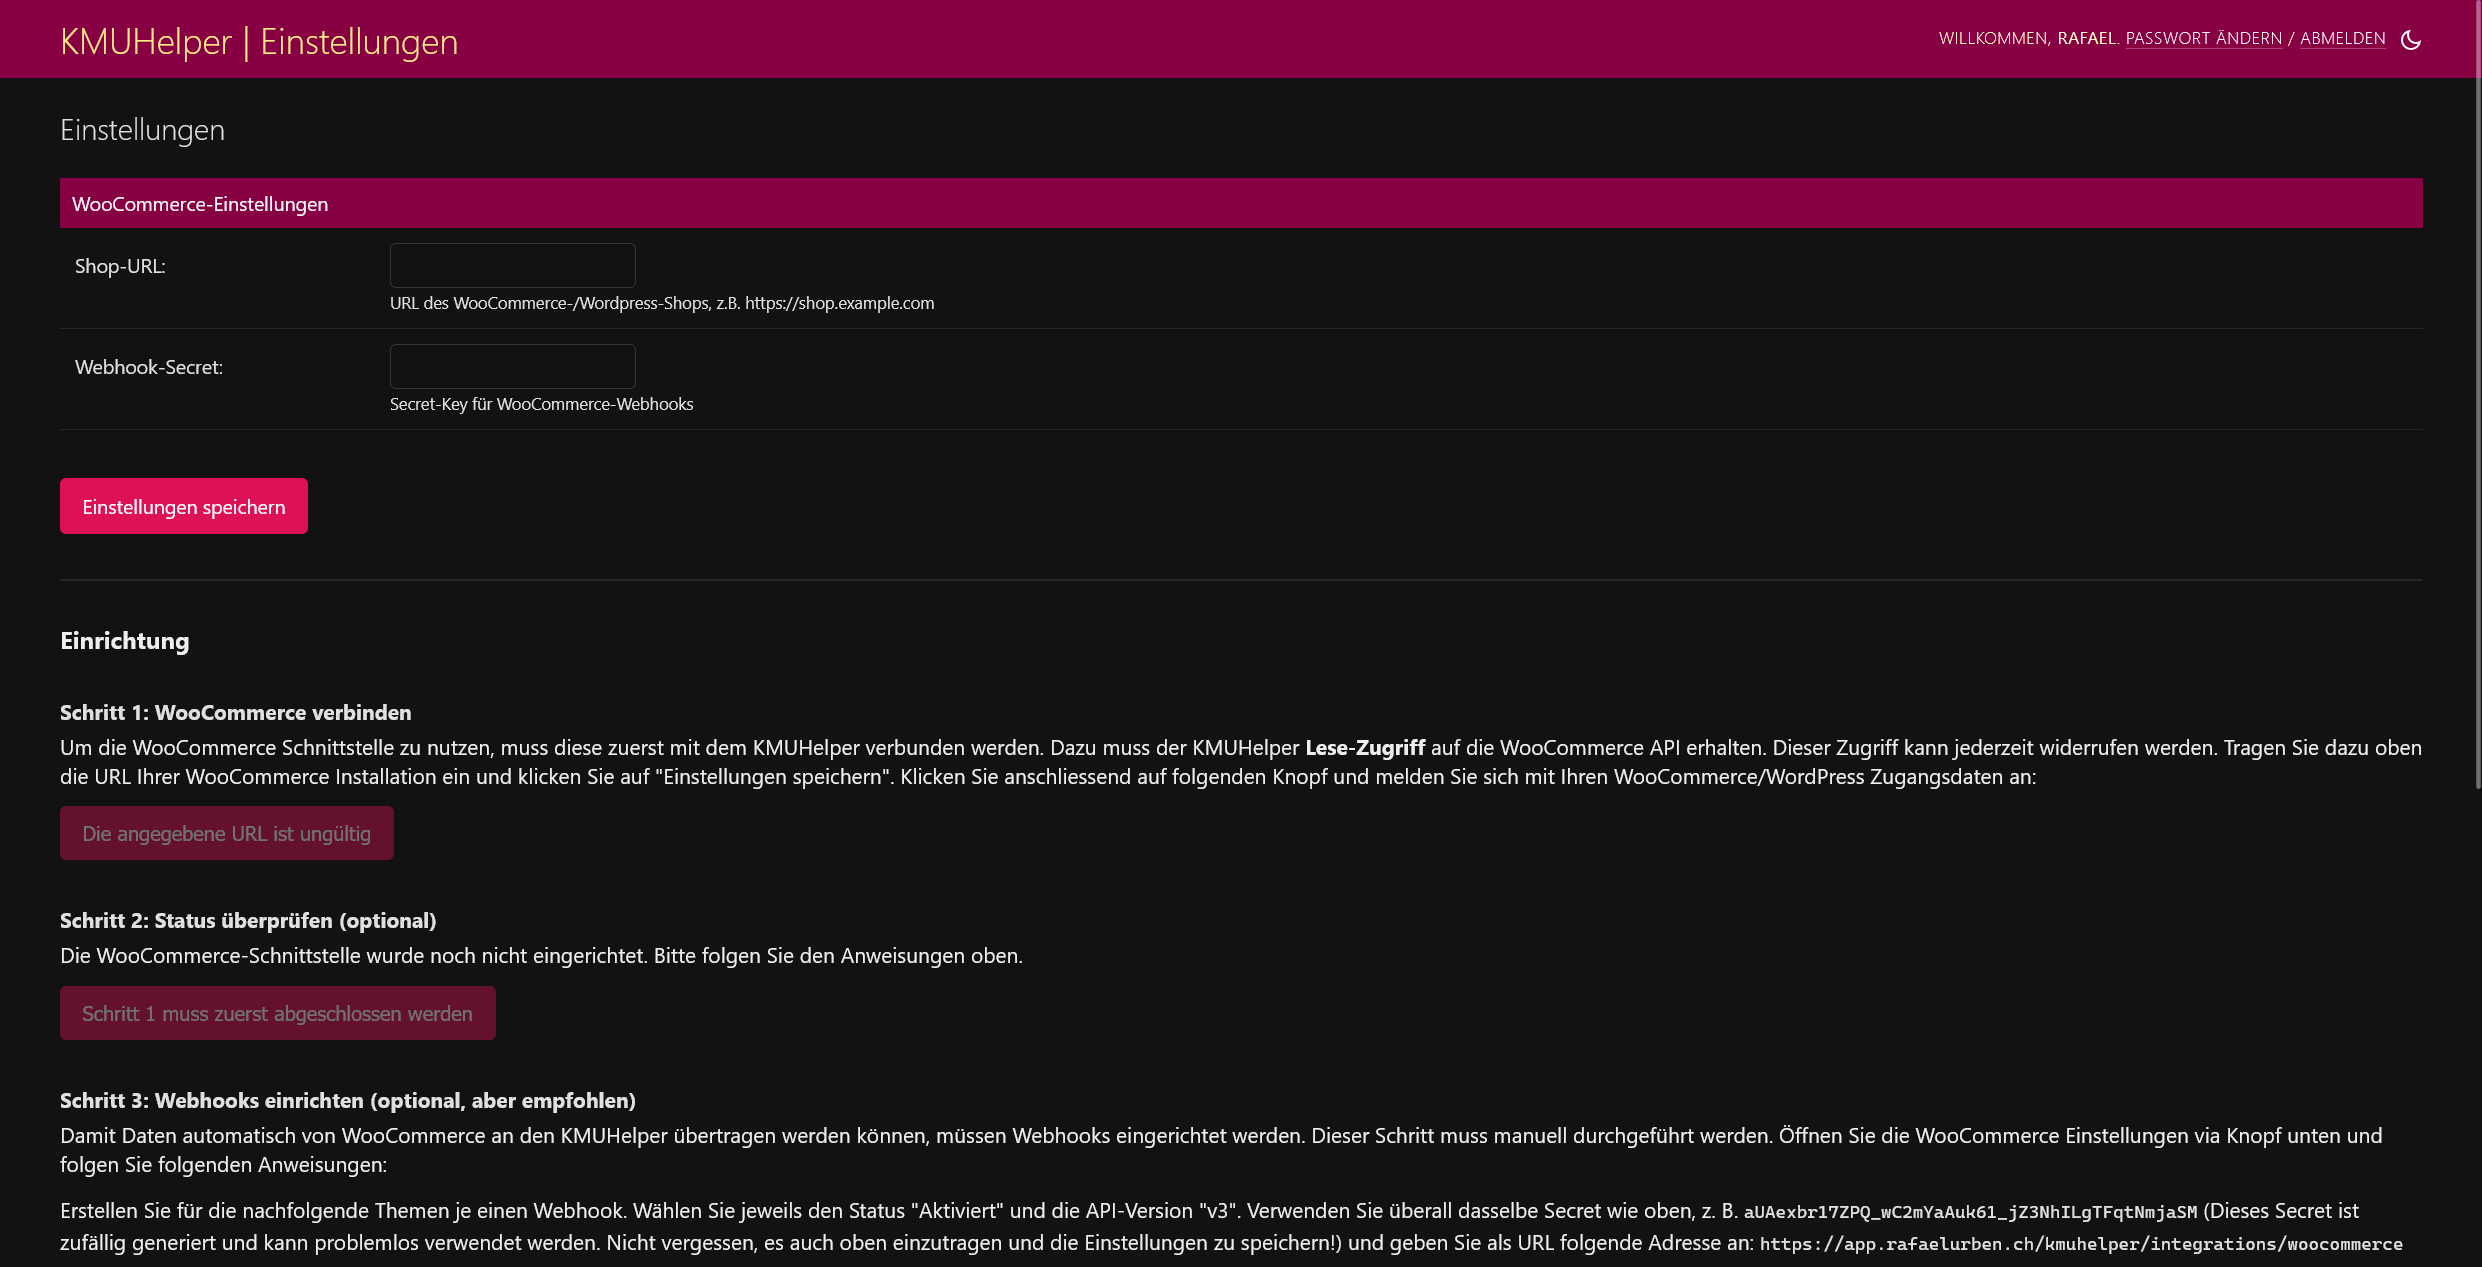 KMUHelper | Einstellungen
WILLKOMMEN, RAFAEL. PASSWORT ÄNDERN / ABMELDEN
Einstellungen
WooCommerce-Einstellungen
Shop-URL:
URL des WooCommerce-/Wordpress-Shops, z.B. https://shop.example.com
Webhook-Secret:
Secret-Key für WooCommerce-Webhooks
Einstellungen speichern
Einrichtung
Schritt 1: WooCommerce verbinden
Um die WooCommerce Schnittstelle zu nutzen, muss diese zuerst mit dem KMUHelper verbunden werden. Dazu muss der KMUHelper Lese-Zugriff auf die WooCommerce API erhalten. Dieser Zugriff kann jederzeit widerrufen werden. Tragen Sie dazu oben
die URL Ihrer WooCommerce Installation ein und klicken Sie auf "Einstellungen speichern". Klicken Sie anschliessend auf folgenden Knopf und melden Sie sich mit Ihren WooCommerce/WordPress Zugangsdaten an:
Die angegebene URL ist ungültig
Schritt 2: Status überprüfen (optional)
Die WooCommerce-Schnittstelle wurde noch nicht eingerichtet. Bitte folgen Sie den Anweisungen oben.
Schritt 1 muss zuerst abgeschlossen werden
Schritt 3: Webhooks einrichten (optional, aber empfohlen)
Damit Daten automatisch von WooCommerce an den KMUHelper übertragen werden können, müssen Webhooks eingerichtet werden. Dieser Schritt muss manuell durchgeführt werden. Öffnen Sie die WooCommerce Einstellungen via Knopf unten und
folgen Sie folgenden Anweisungen:
Erstellen Sie für die nachfolgende Themen je einen Webhook. Wählen Sie jeweils den Status "Aktiviert" und die API-Version "v3". Verwenden Sie überall dasselbe Secret wie oben, z. B. aUAexbr17ZPQ_wC2mYaAuk61_jZ3NhILgTFqtNmjaSM (Dieses Secret ist
zufällig generiert und kann problemlos verwendet werden. Nicht vergessen, es auch oben einzutragen und die Einstellungen zu speichern!) und geben Sie als URL folgende Adresse an: https://app.rafaelurben.ch/kmuhelper/integrations/woocommerce